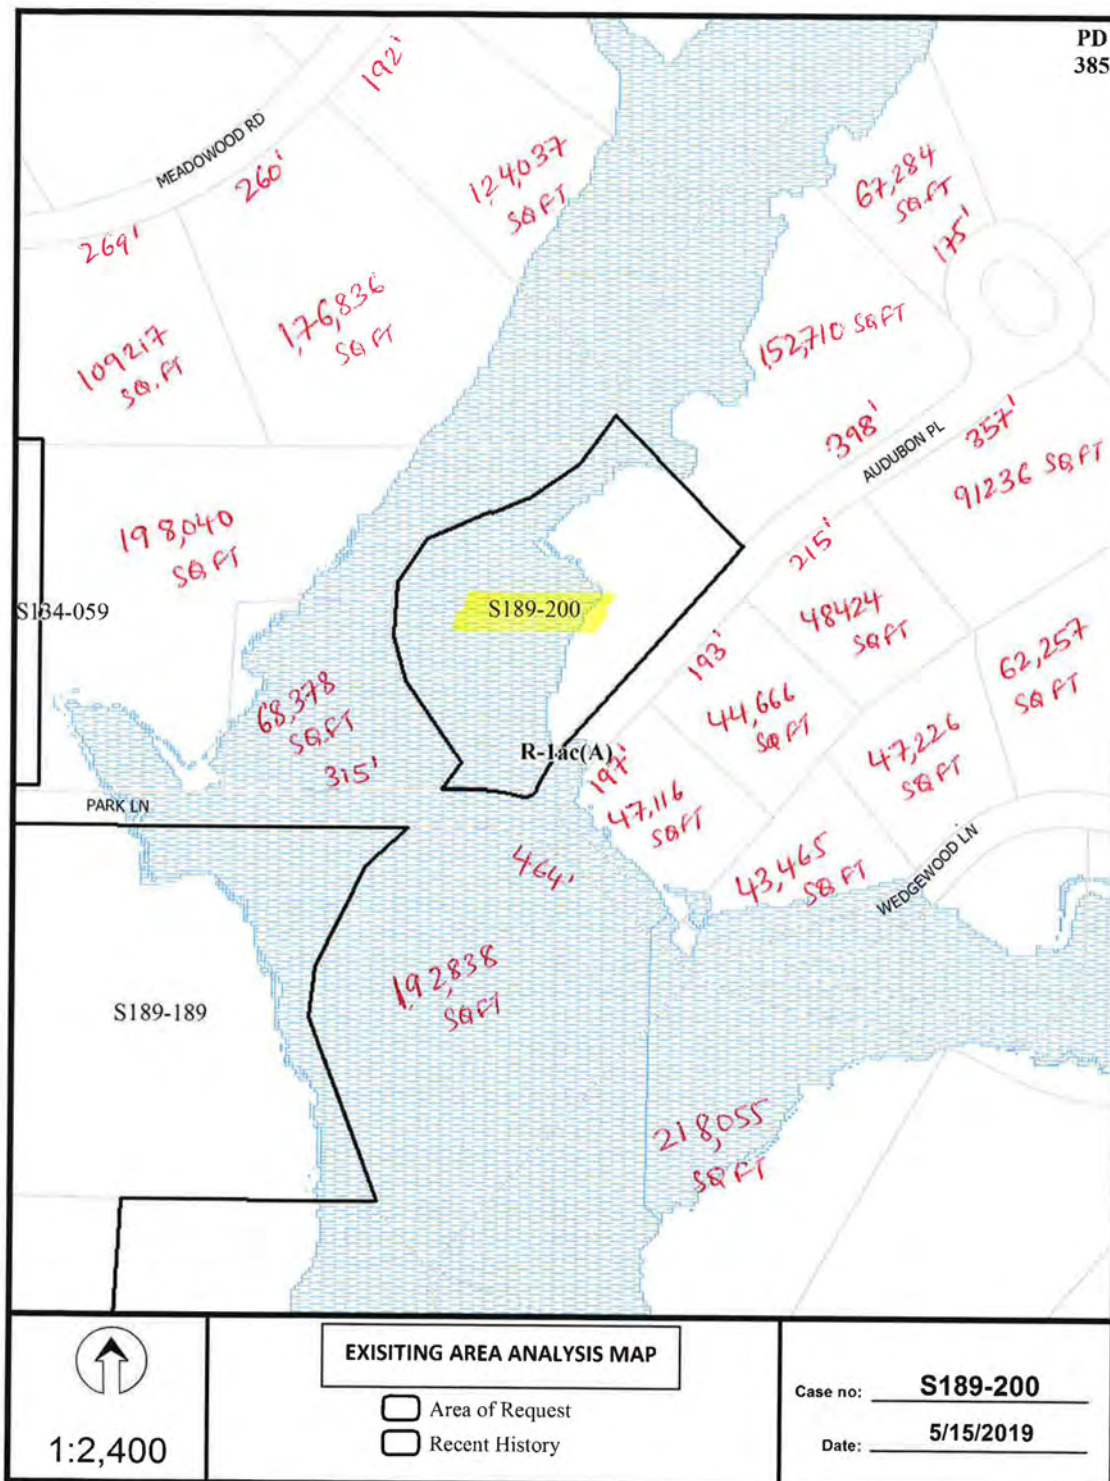 PD
385
192'
MEADOWOOD RD
260'
269'
124,037
SQ FT
67,284
SQ.FT
175'
176,836
SQ FT
109217
SQ.FT
152,710 SQ FT
398'
AUDUBON PL
357'
91236 SQ FT
198,040
SQ FT
215'
S134-059
S189-200
48424
SQ FT
193'
62,257
SQ FT
68,378
SQ.FT
44,666
SQ FT
315'
R-1ac(A)
197'
47,226
SQ FT
PARK LN
47,116
SQ FT
464'
43,465
SQ FT
WEDGEWOOD LN
192,838
SQ FT
S189-189
218,055
SQ FT
1:2,400
EXISITING AREA ANALYSIS MAP
Area of Request
Recent History
Case no: S189-200
Date: 5/15/2019